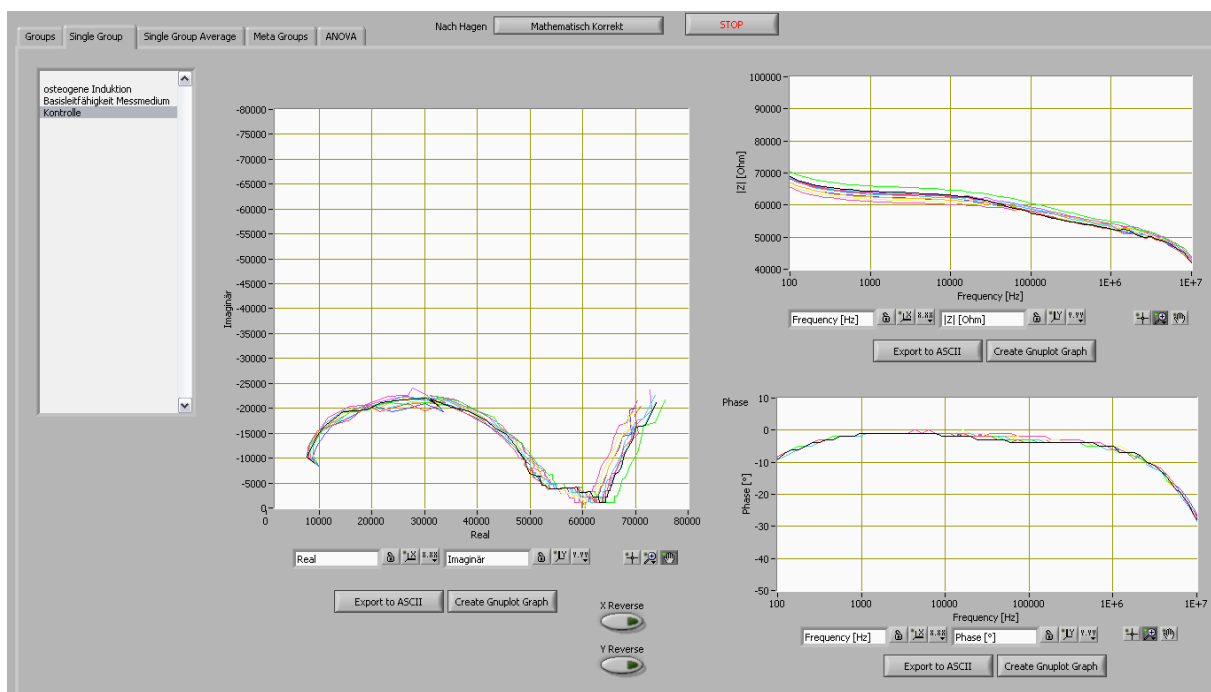 Nach Hagen Mathematisch Korrekt STOP
Groups Single Group Single Group Average Meta Groups ANOVA
osteogene Induktion
Basisleitfähigkeit Messmedium
Kontrolle
-80000
-75000
-70000
-65000
-60000
-55000
-50000
-45000
-40000
-35000
-30000
-25000
-20000
-15000
-10000
-5000
0
Imaginär
0 10000 20000 30000 40000 50000 60000 70000 80000
Real
Real Imaginär
Export to ASCII Create Gnuplot Graph
X Reverse
Y Reverse
100000
90000
80000
70000
60000
50000
40000
|Z| [Ohm]
100 1000 10000 100000 1E+6 1E+7
Frequency [Hz]
Frequency [Hz] |Z| [Ohm]
Export to ASCII Create Gnuplot Graph
Phase
10
0
-10
-20
-30
-40
-50
Phase [°]
100 1000 10000 100000 1E+6 1E+7
Frequency [Hz]
Frequency [Hz] Phase [°]
Export to ASCII Create Gnuplot Graph